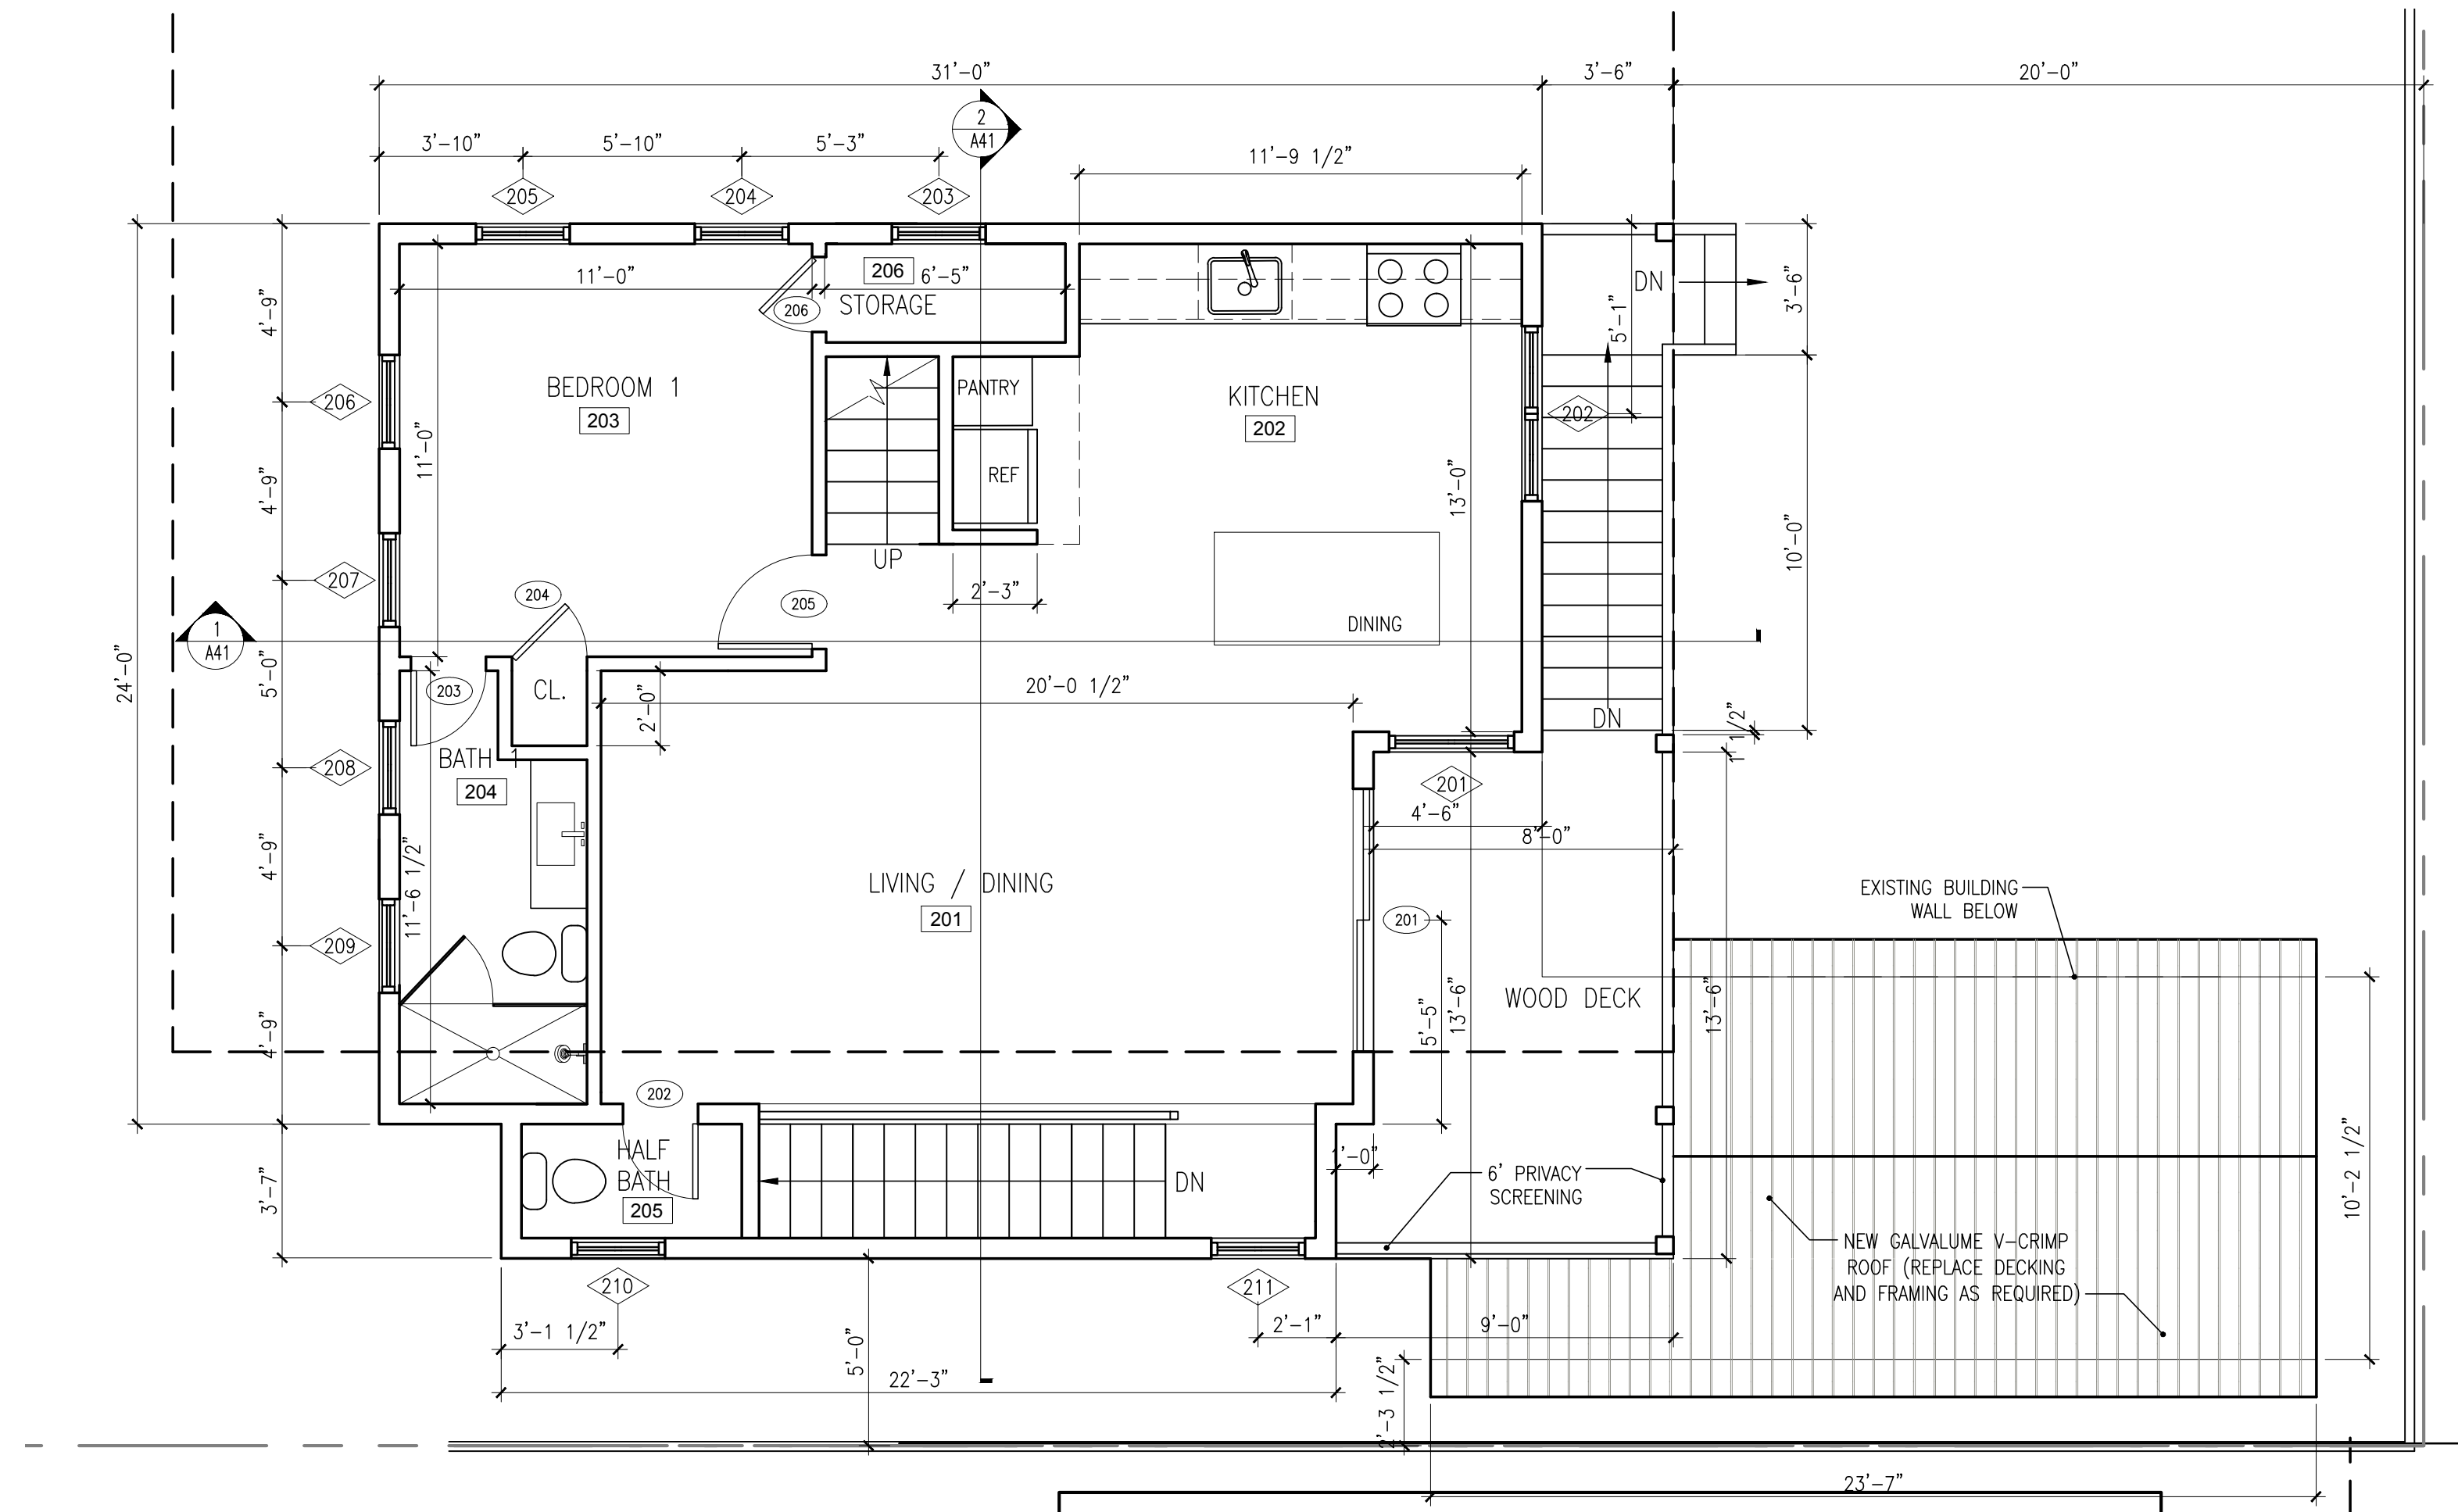 31'-0"
3'-6"
20'-0"
2
A41
3'-10"
5'-10"
5'-3"
11'-9 1/2"
205
204
203
206
11'-0"
6'-5"
STORAGE
206
DN
3'-6"
5'-1"
4'-9"
BEDROOM 1
203
PANTRY
KITCHEN
202
202
206
11'-0"
4'-9"
REF
13'-0"
10'-0"
UP
207
204
205
2'-3"
DINING
1
A41
24'-0"
5'-0"
203
CL.
2'-0"
20'-0 1/2"
DN
1 1/2"
BATH 1
204
208
201
4'-6"
8'-0"
4'-9"
11'-6 1/2"
LIVING / DINING
201
201
EXISTING BUILDING
WALL BELOW
209
WOOD DECK
5'-5"
13'-6"
13'-6"
4'-9"
202
HALF
BATH
205
DN
1'-0"
6' PRIVACY
SCREENING
3'-7"
10'-2 1/2"
NEW GALVALUME V-CRIMP
ROOF (REPLACE DECKING
AND FRAMING AS REQUIRED)
210
211
3'-1 1/2"
5'-0"
2'-1"
9'-0"
22'-3"
2'-3 1/2"
23'-7"